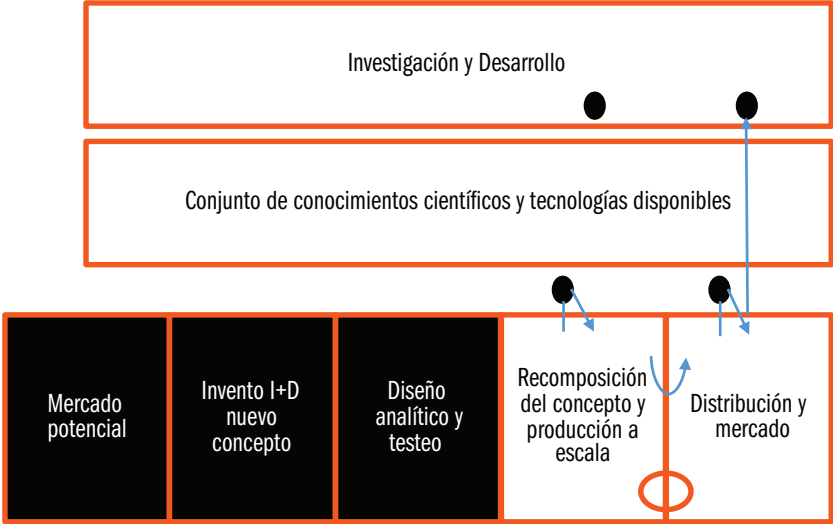 Investigación y Desarrollo
Conjunto de conocimientos científicos y tecnologías disponibles
Mercado
potencial
Invento I+D
nuevo
concepto
Diseño
analítico y
testeo
Recomposición
del concepto y
producción a
escala
Distribución y
mercado